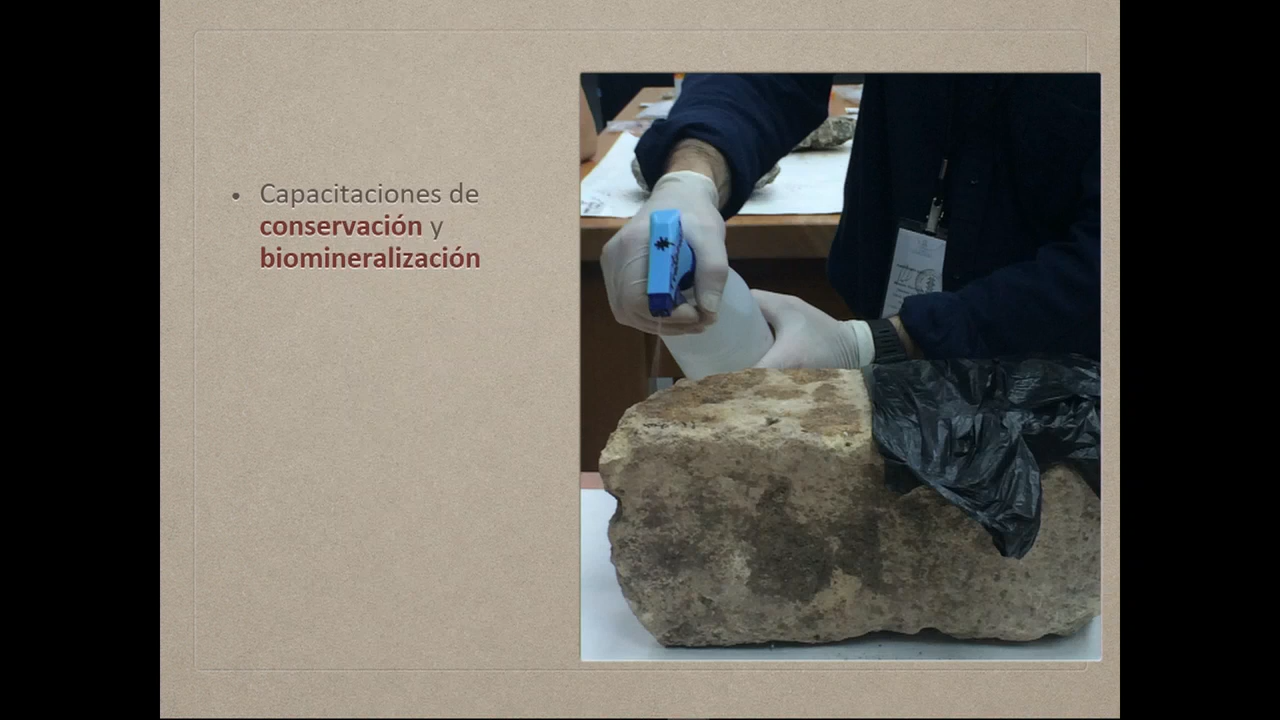 • Capacitaciones de
conservación y
biomineralización